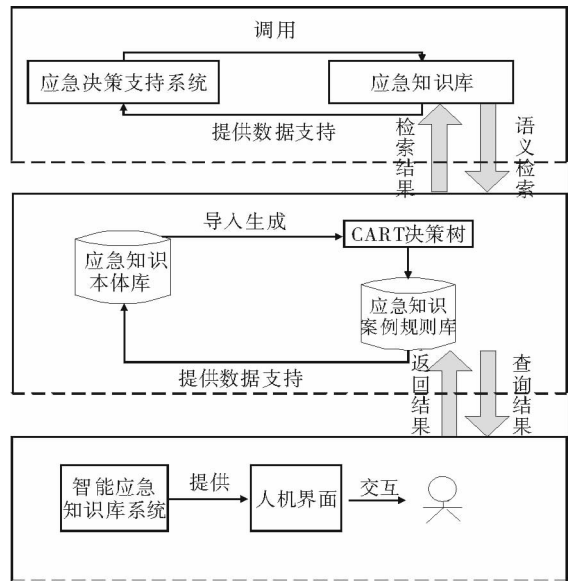 调用
应急决策支持系统
应急知识库
提供数据支持
检索结果
语义检索
导入生成
CART决策树
应急知识
本体库
应急知识
案例规则库
提供数据支持
返回结果
查询结果
智能应急
知识库系统
提供
人机界面
交互